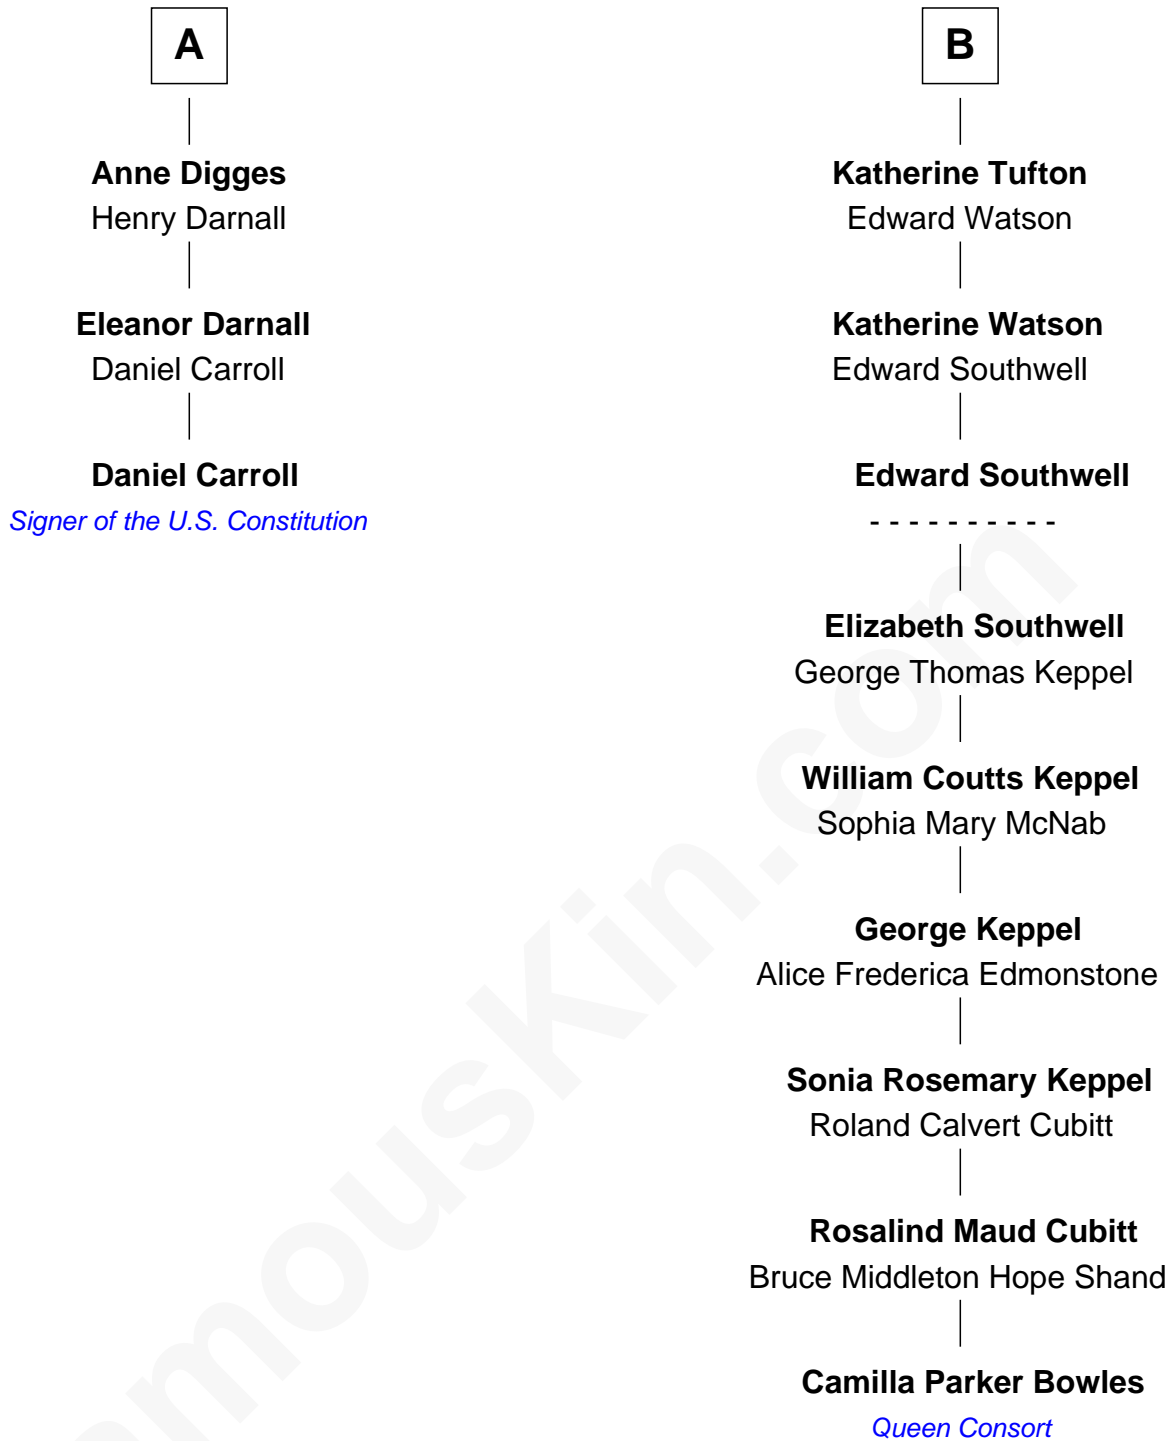 A
Anne Digges
Henry Darnall
Eleanor Darnall
Daniel Carroll
Daniel Carroll
Signer of the U.S. Constitution
B
Katherine Tufton
Edward Watson
Katherine Watson
Edward Southwell
Edward Southwell
- - - - - - - - - -
Elizabeth Southwell
George Thomas Keppel
William Coutts Keppel
Sophia Mary McNab
George Keppel
Alice Frederica Edmonstone
Sonia Rosemary Keppel
Roland Calvert Cubitt
Rosalind Maud Cubitt
Bruce Middleton Hope Shand
Camilla Parker Bowles
Queen Consort
mousKin.com